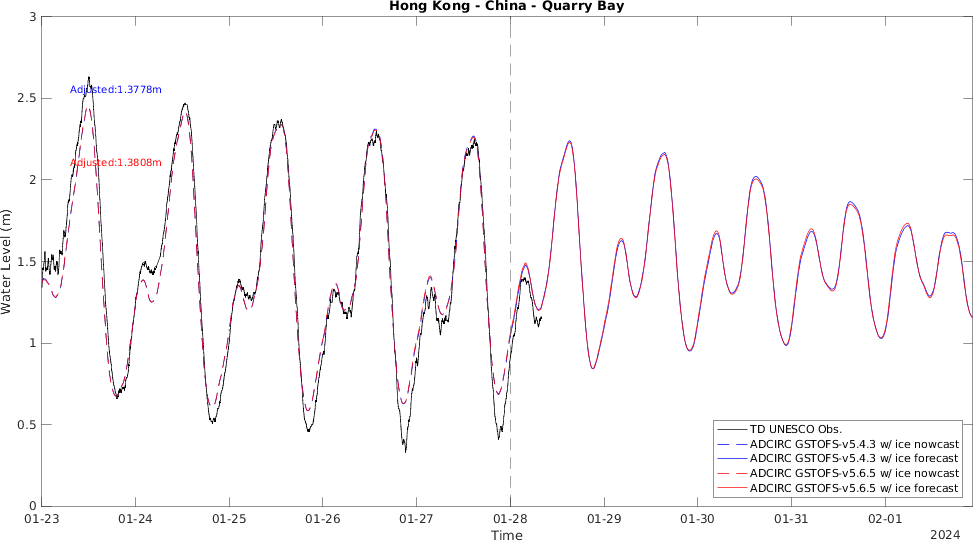 Hong Kong - China - Quarry Bay
Water Level (m)
3
2.5
2
1.5
1
0.5
0
Adjusted:1.3778m
Adjusted:1.3808m
TD UNESCO Obs.
ADCIRC GSTOFS-v5.4.3 w/ ice nowcast
ADCIRC GSTOFS-v5.4.3 w/ ice forecast
ADCIRC GSTOFS-v5.6.5 w/ ice nowcast
ADCIRC GSTOFS-v5.6.5 w/ ice forecast
01-23 01-24 01-25 01-26 01-27 01-28 01-29 01-30 01-31 02-01
Time
2024